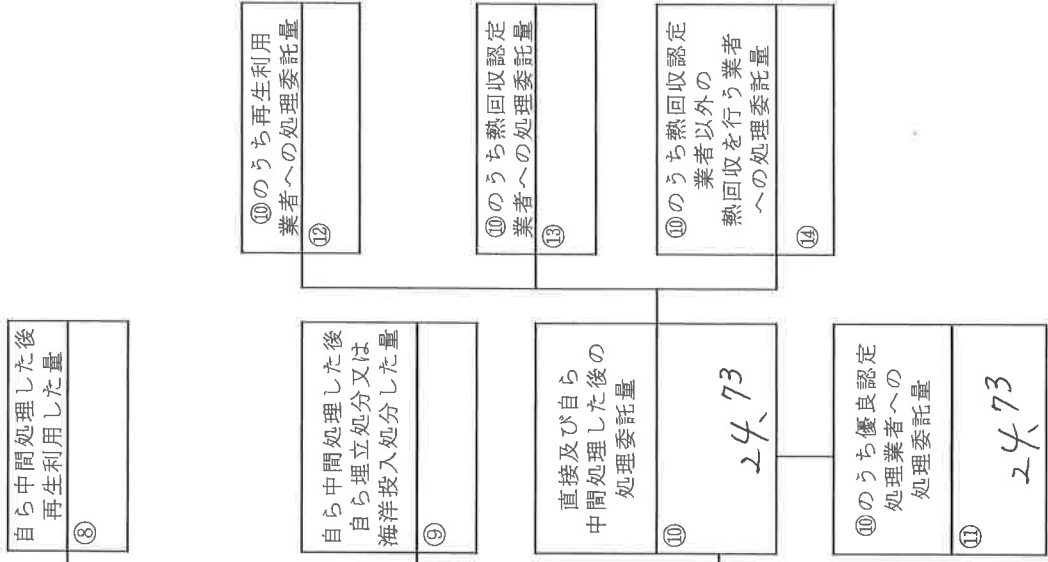 自ら中間処理した後
再生利用した量
⑧
自ら中間処理した後
自ら埋立処分又は
海洋投入処分した量
⑨
直接及び自ら
中間処理した後の
処理委託量
⑩
24.73
⑩のうち優良認定
処理業者への
処理委託量
⑪
24.73
⑩のうち再生利用
業者への処理委託量
⑫
⑩のうち熱回収認定
業者への処理委託量
⑬
⑩のうち熱回収認定
業者以外の
熱回収を行う業者
への処理委託量
⑭